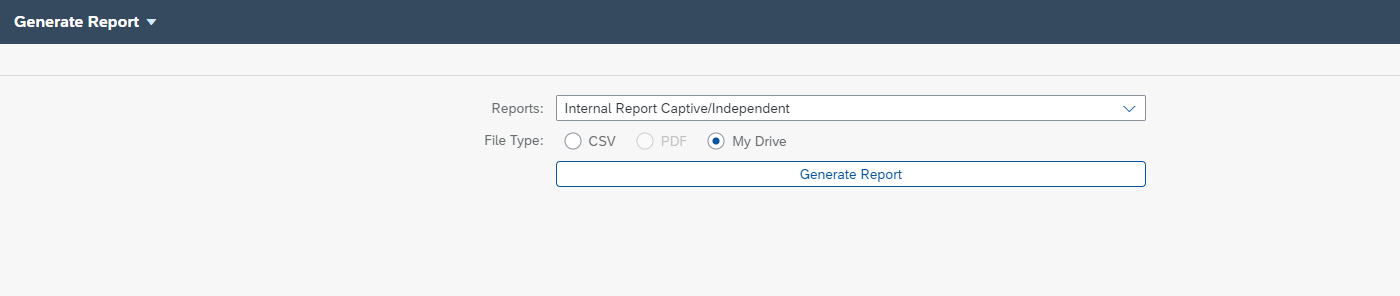 Generate Report
Reports: Internal Report Captive/Independent
File Type: CSV PDF My Drive
Generate Report